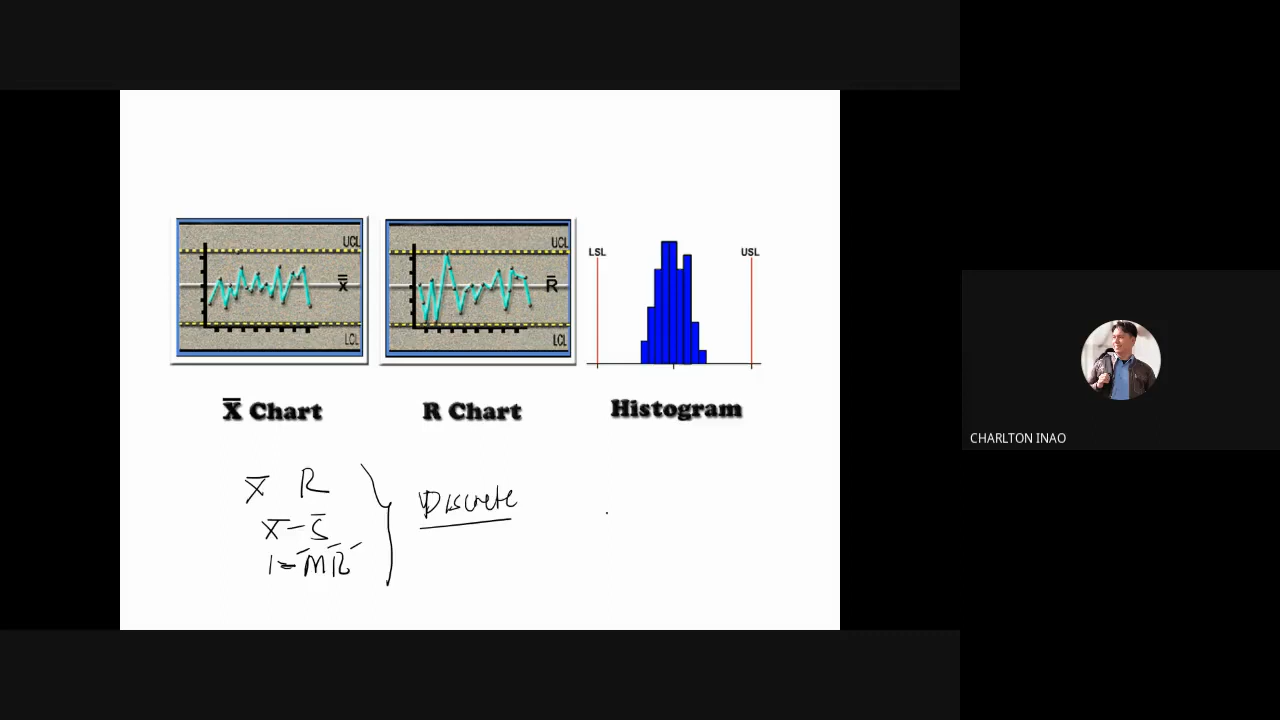 UCL
X̿
LCL
UCL
R̄
LCL
LSL USL
X̄ Chart
R Chart
Histogram
X̄ R
X̄ - S̄
I - MR
Discrete
CHARLTON INAO